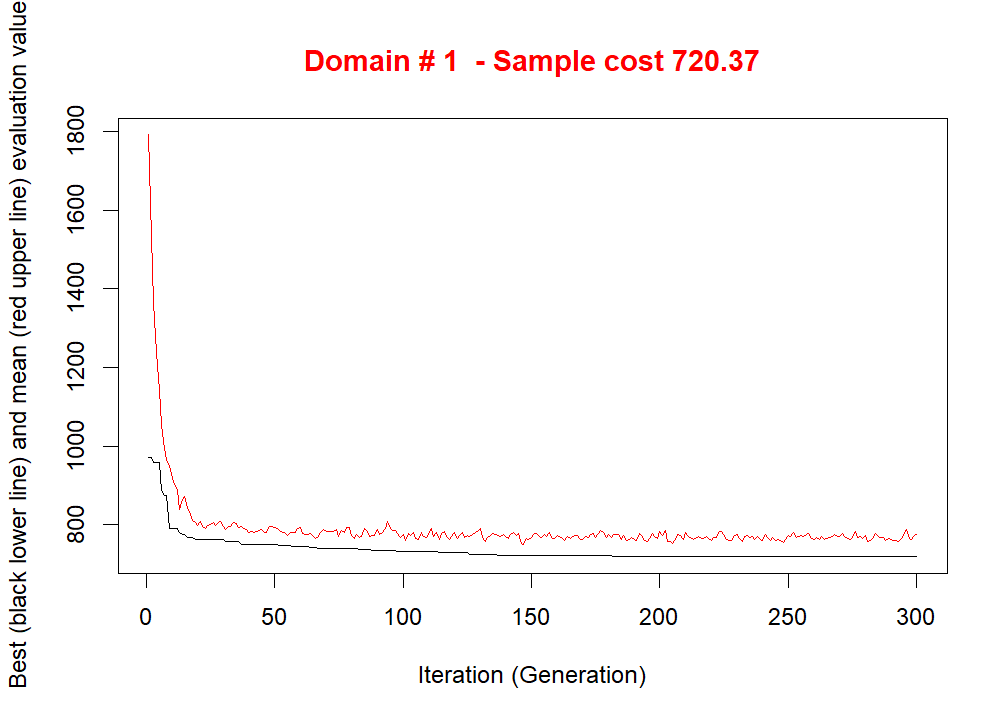 Domain # 1  - Sample cost 720.37
Best (black lower line) and mean (red upper line) evaluation value
1800
1600
1400
1200
1000
800
0 50 100 150 200 250 300
Iteration (Generation)